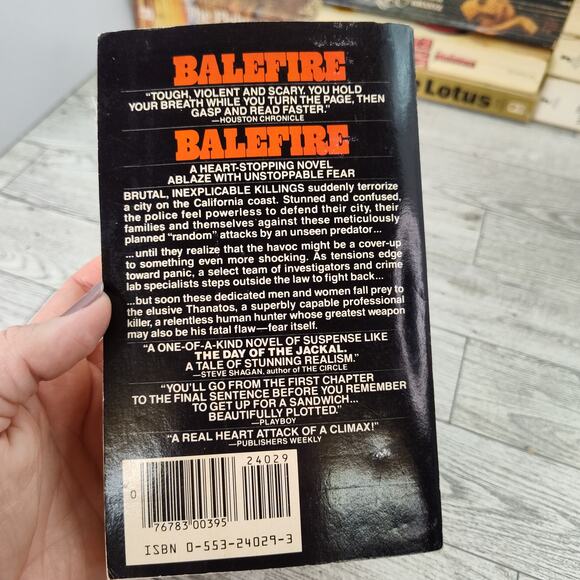 BALEFIRE
"TOUGH, VIOLENT AND SCARY. YOU HOLD
YOUR BREATH WHILE YOU TURN THE PAGE, THEN
GASP AND READ FASTER."
—HOUSTON CHRONICLE
BALEFIRE
A HEART-STOPPING NOVEL
ABLAZE WITH UNSTOPPABLE FEAR
BRUTAL, INEXPLICABLE KILLINGS suddenly terrorize
a city on the California coast. Stunned and confused,
the police feel powerless to defend their city, their
families and themselves against these meticulously
planned "random" attacks by an unseen predator...
...until they realize that the havoc might be a cover-up
to something even more shocking. As tensions edge
toward panic, a select team of investigators and crime
lab specialists steps outside the law to fight back...
...but soon these dedicated men and women fall prey to
the elusive Thanatos, a superbly capable professional
killer, a relentless human hunter whose greatest weapon
may also be his fatal flaw—fear itself.
"A ONE-OF-A-KIND NOVEL OF SUSPENSE LIKE
THE DAY OF THE JACKAL.
A TALE OF STUNNING REALISM."
—STEVE SHAGAN, author of THE CIRCLE
"YOU'LL GO FROM THE FIRST CHAPTER
TO THE FINAL SENTENCE BEFORE YOU REMEMBER
TO GET UP FOR A SANDWICH...
BEAUTIFULLY PLOTTED."
—PLAYBOY
"A REAL HEART ATTACK OF A CLIMAX!"
—PUBLISHERS WEEKLY
24029
0
76783 00395
ISBN 0-553-24029-3
Lotus